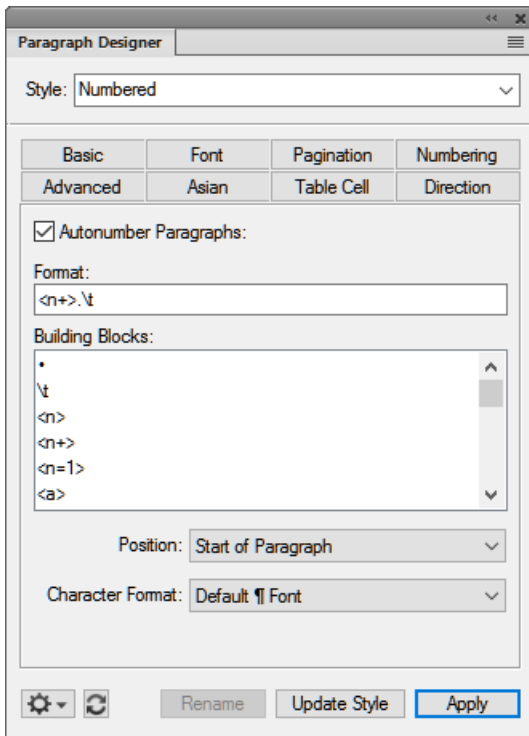 Paragraph Designer
Style: Numbered
Basic Font Pagination Numbering
Advanced Asian Table Cell Direction
Autonumber Paragraphs:
Format:
<n+>.\t
Building Blocks:
•
\t
<n>
<n+>
<n=1>
<a>
Position: Start of Paragraph
Character Format: Default ¶ Font
Rename Update Style Apply